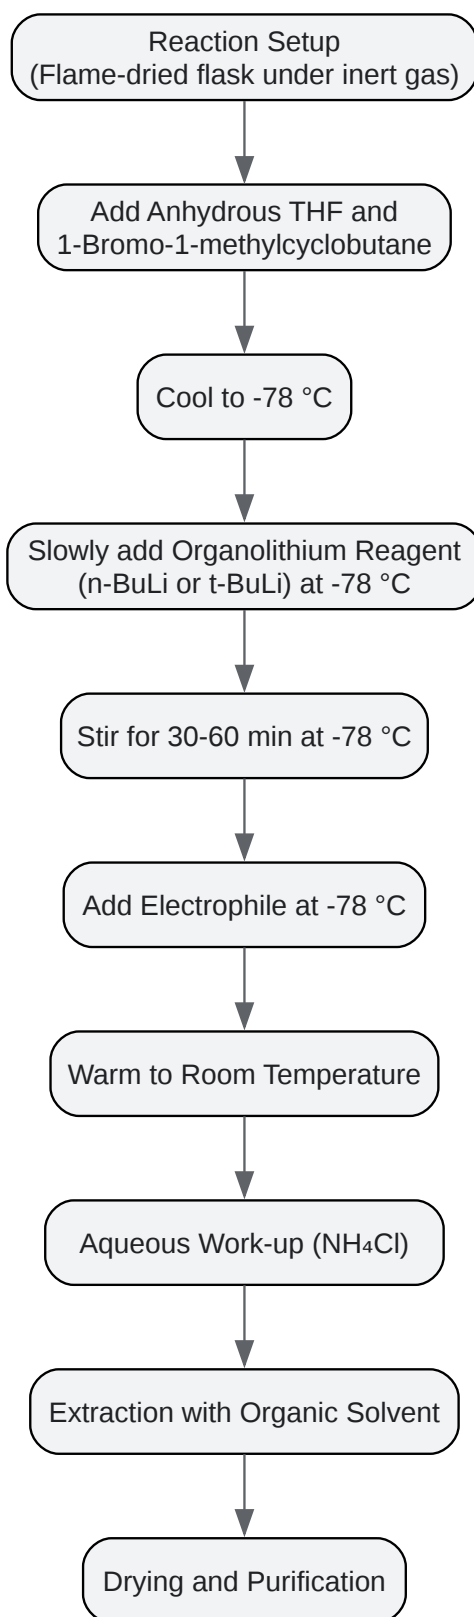 Reaction Setup
(Flame-dried flask under inert gas)
Add Anhydrous THF and
1-Bromo-1-methylcyclobutane
Cool to -78 °C
Slowly add Organolithium Reagent
(n-BuLi or t-BuLi) at -78 °C
Stir for 30-60 min at -78 °C
Add Electrophile at -78 °C
Warm to Room Temperature
Aqueous Work-up (NH₄Cl)
Extraction with Organic Solvent
Drying and Purification